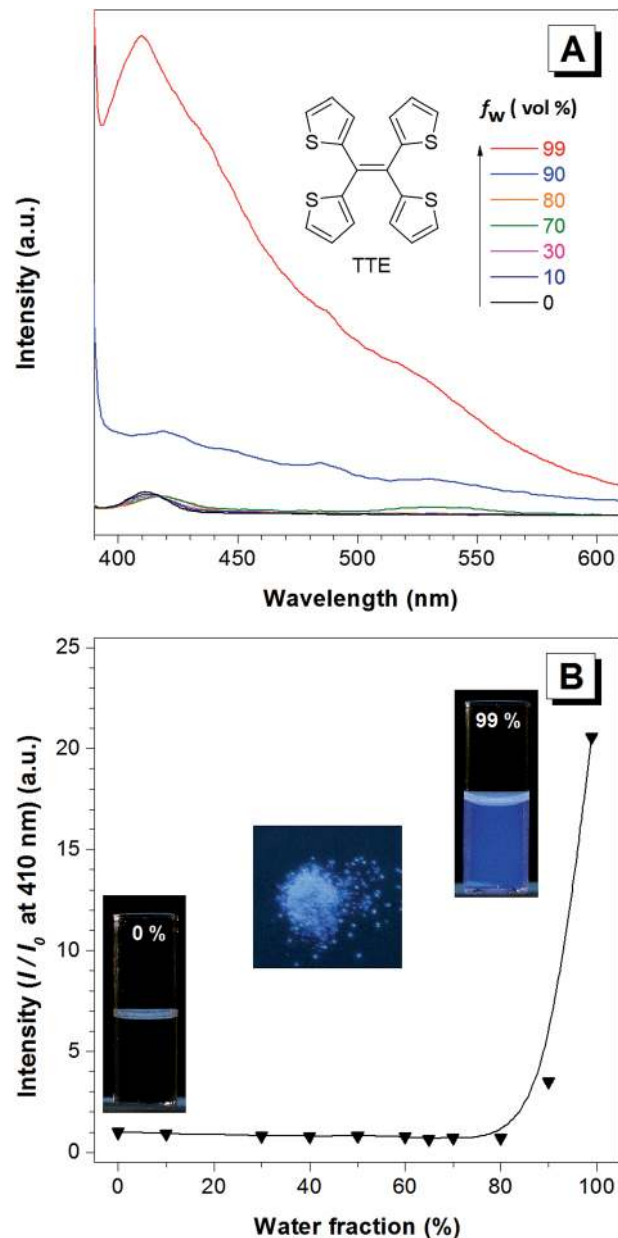 A
f_w ( vol %)
99
90
80
70
30
10
0
S S
S S
TTE
Intensity (a.u.)
400 450 500 550 600
Wavelength (nm)
B
25
20
15
10
5
0
99 %
0 %
Intensity (I / I_0 at 410 nm) (a.u.)
0 20 40 60 80 100
Water fraction (%)